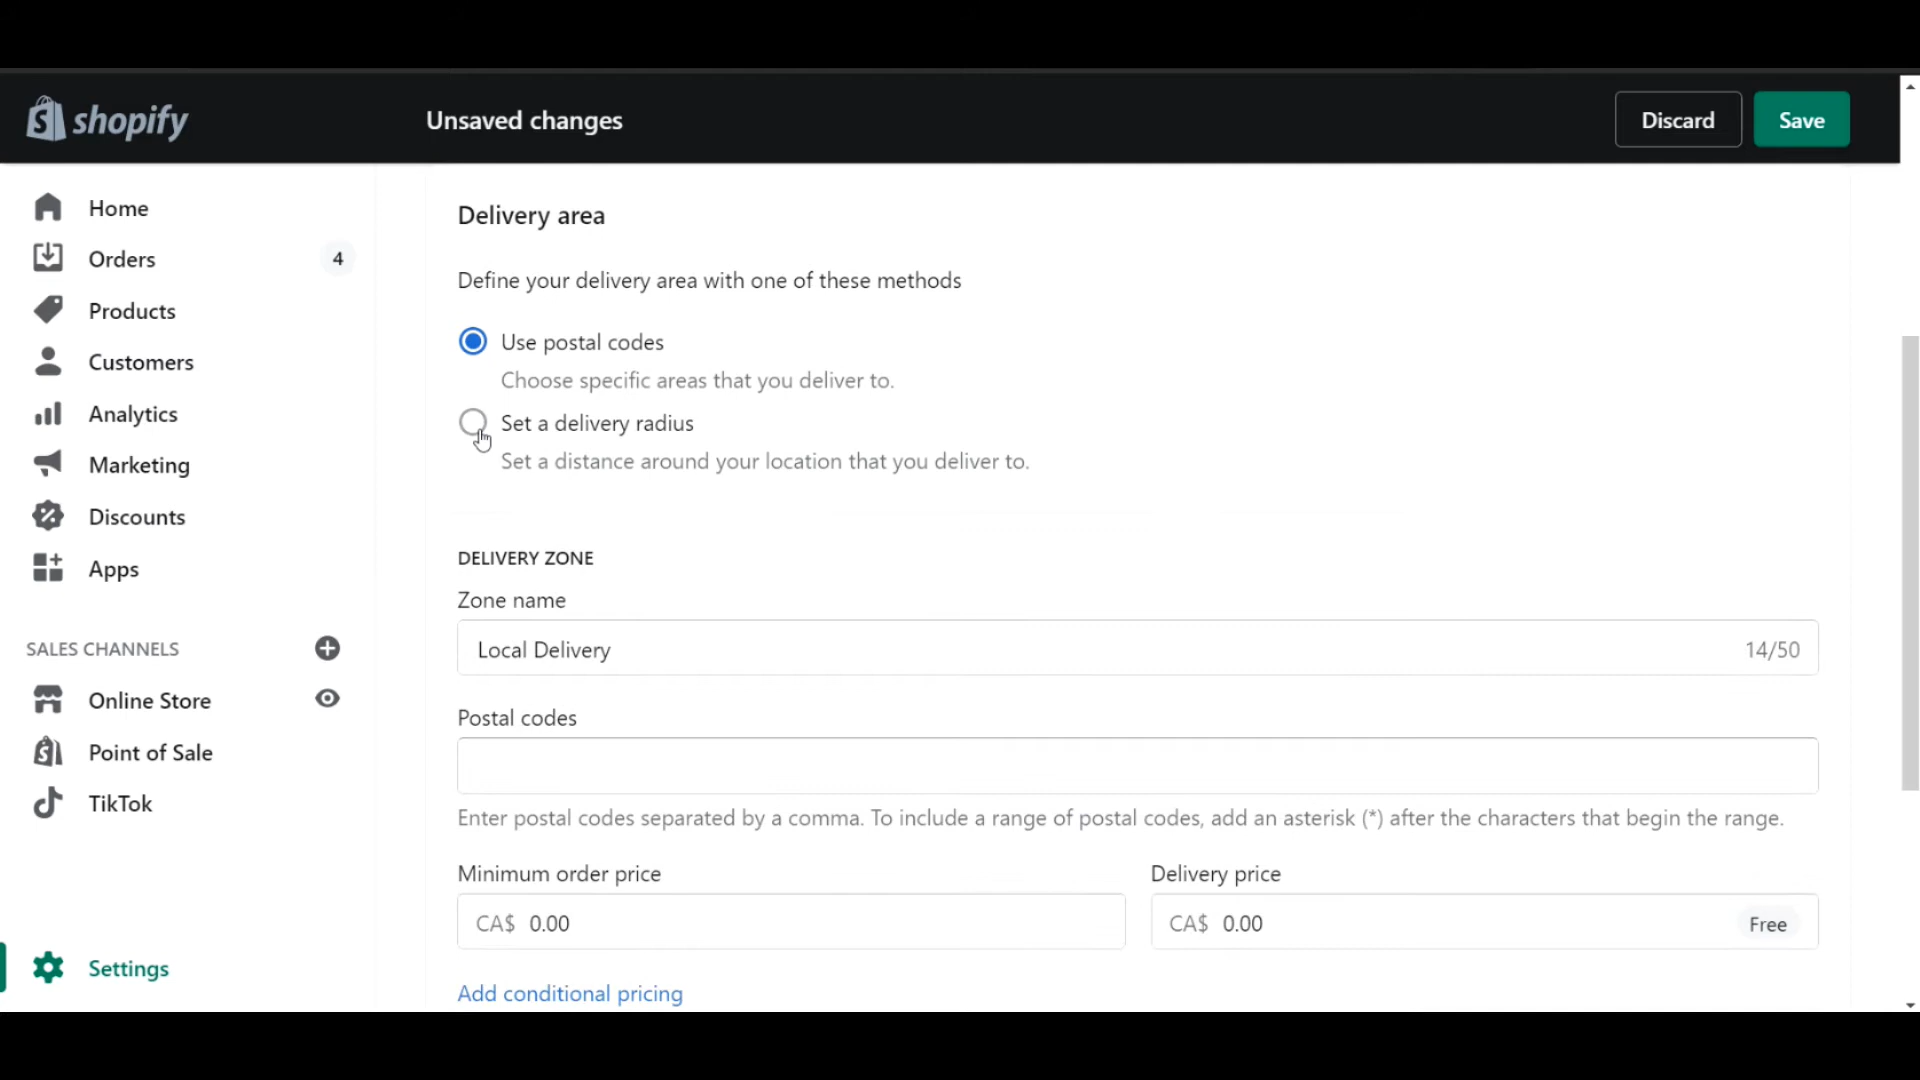 shopify
Unsaved changes
Discard
Save
Home
Orders
4
Products
Customers
Analytics
Marketing
Discounts
Apps
SALES CHANNELS
Online Store
Point of Sale
TikTok
Settings
Delivery area
Define your delivery area with one of these methods
Use postal codes
Choose specific areas that you deliver to.
Set a delivery radius
Set a distance around your location that you deliver to.
DELIVERY ZONE
Zone name
Local Delivery
14/50
Postal codes
Enter postal codes separated by a comma. To include a range of postal codes, add an asterisk (*) after the characters that begin the range.
Minimum order price
CA$ 0.00
Delivery price
CA$ 0.00
Free
Add conditional pricing